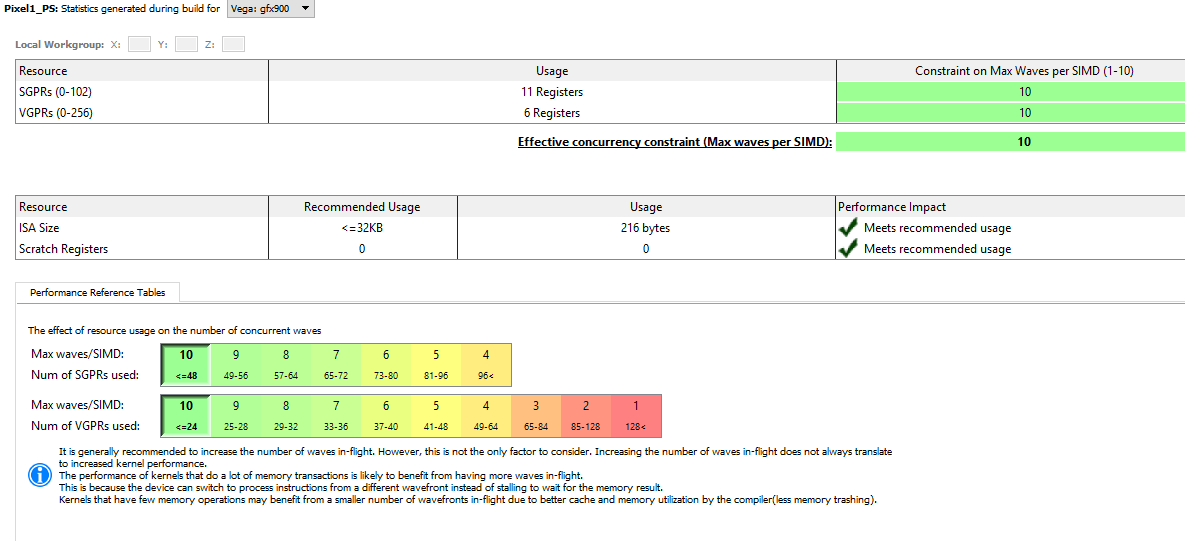 Pixel1_PS: Statistics generated during build for Vega: gfx900
Local Workgroup: X: Y: Z:
Resource Usage Constraint on Max Waves per SIMD (1-10)
SGPRs (0-102) 11 Registers 10
VGPRs (0-256) 6 Registers 10
Effective concurrency constraint (Max waves per SIMD): 10
Resource Recommended Usage Usage Performance Impact
ISA Size <=32KB 216 bytes Meets recommended usage
Scratch Registers 0 0 Meets recommended usage
Performance Reference Tables
The effect of resource usage on the number of concurrent waves
Max waves/SIMD: 10 9 8 7 6 5 4
Num of SGPRs used: <=48 49-56 57-64 65-72 73-80 81-96 96<
Max waves/SIMD: 10 9 8 7 6 5 4 3 2 1
Num of VGPRs used: <=24 25-28 29-32 33-36 37-40 41-48 49-64 65-84 85-128 128<
It is generally recommended to increase the number of waves in-flight. However, this is not the only factor to consider. Increasing the number of waves in-flight does not always translate
to increased kernel performance.
The performance of kernels that do a lot of memory transactions is likely to benefit from having more waves in-flight.
This is because the device can switch to process instructions from a different wavefront instead of stalling to wait for the memory result.
Kernels that have few memory operations may benefit from a smaller number of wavefronts in-flight due to better cache and memory utilization by the compiler(less memory trashing).